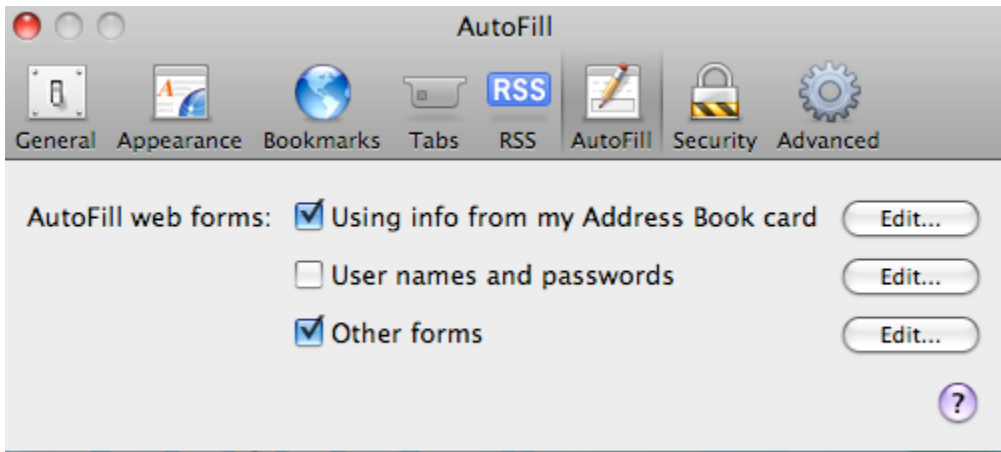 AutoFill
RSS
General Appearance Bookmarks Tabs RSS AutoFill Security Advanced
AutoFill web forms: Using info from my Address Book card Edit...
User names and passwords Edit...
Other forms Edit...
?